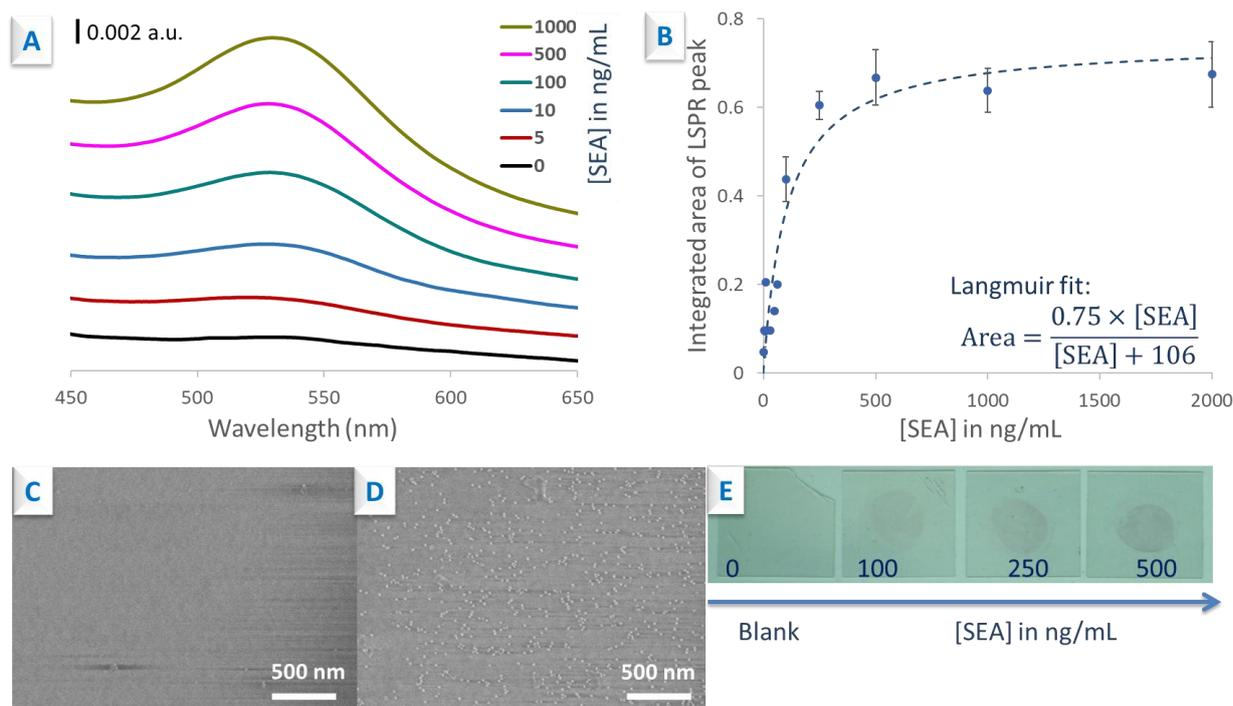 A
0.002 a.u.
1000
500
100
10
5
0
[SEA] in ng/mL
450
500
550
600
650
Wavelength (nm)
B
Integrated area of LSPR peak
0.8
0.6
0.4
0.2
0
Langmuir fit:
Area = 0.75 × [SEA]
[SEA] + 106
0
500
1000
1500
2000
[SEA] in ng/mL
C
500 nm
D
500 nm
E
0
100
250
500
Blank
[SEA] in ng/mL